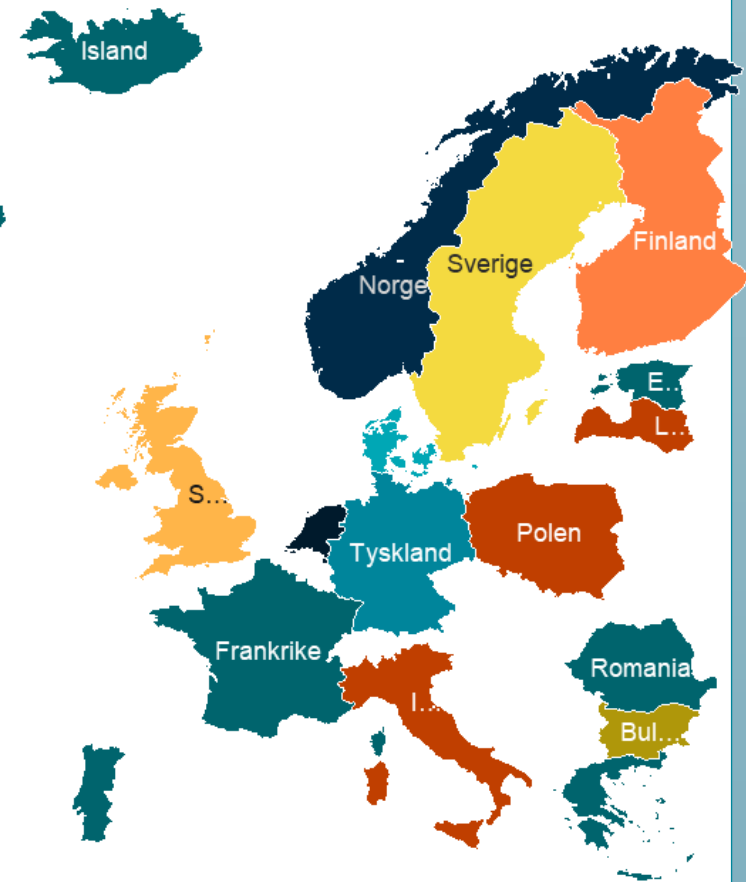 Island
Finland
Sverige
Norge
E...
L...
S...
Polen
Tyskland
Frankrike
Romania
I...
Bul...